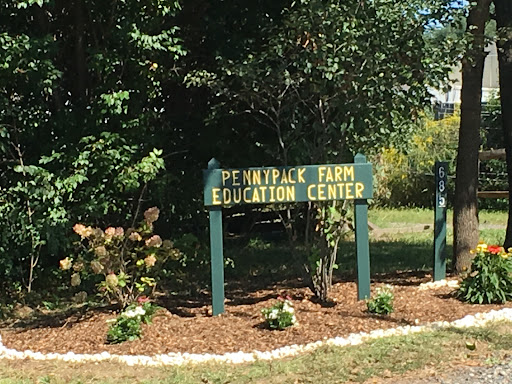 PENNYPACK FARM
EDUCATION CENTER
685